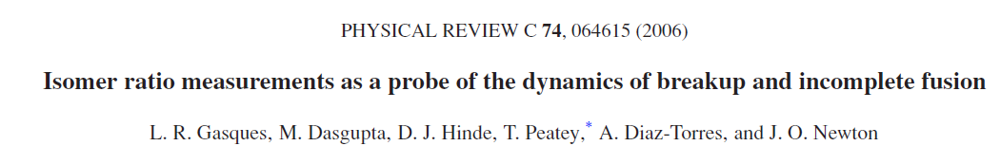 PHYSICAL REVIEW C 74, 064615 (2006)
Isomer ratio measurements as a probe of the dynamics of breakup and incomplete fusion
L. R. Gasques, M. Dasgupta, D. J. Hinde, T. Peatey,* A. Diaz-Torres, and J. O. Newton